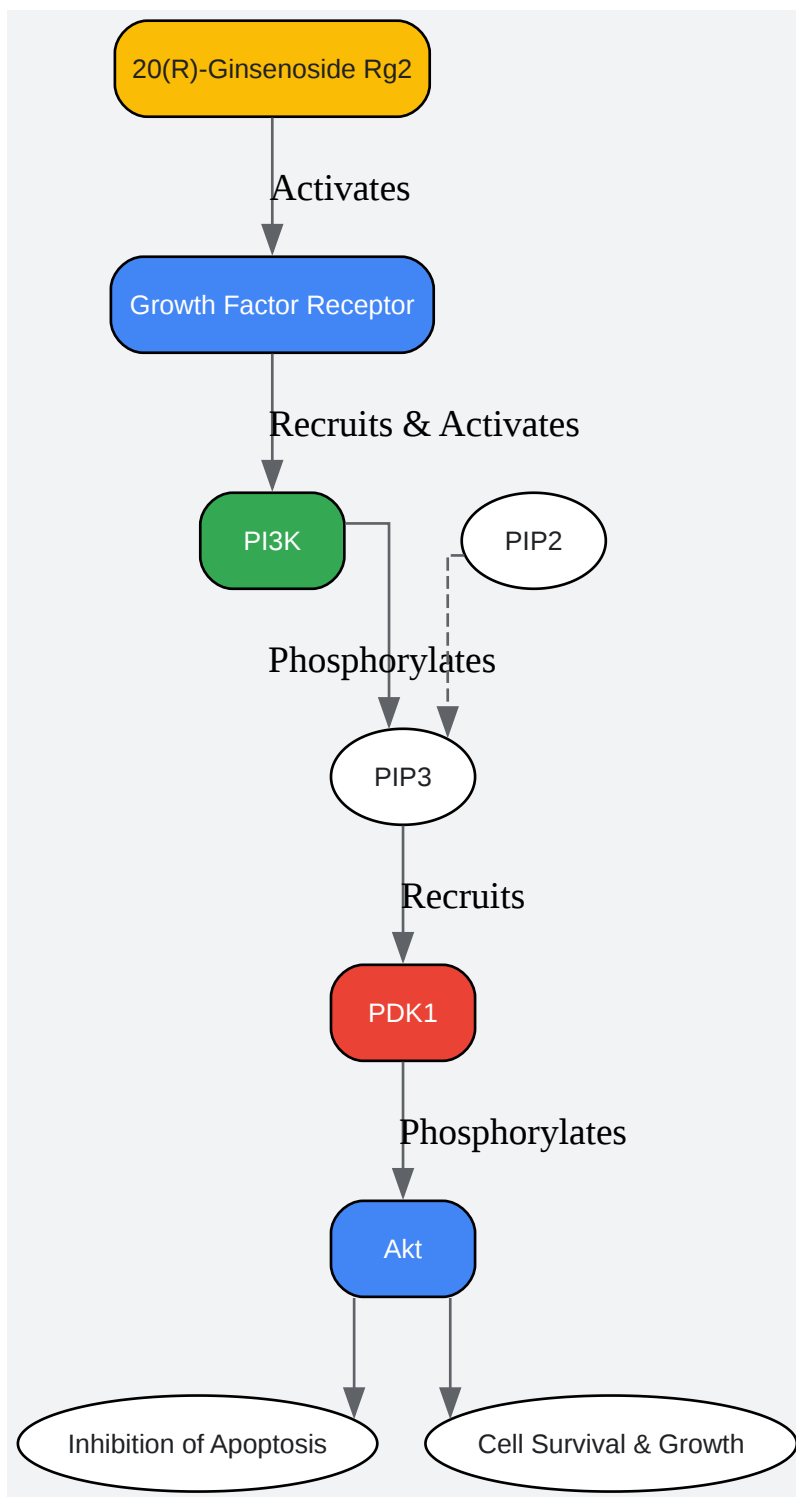 20(R)-Ginsenoside Rg2
Activates
Growth Factor Receptor
Recruits & Activates
PI3K
PIP2
Phosphorylates
PIP3
Recruits
PDK1
Phosphorylates
Akt
Inhibition of Apoptosis
Cell Survival & Growth